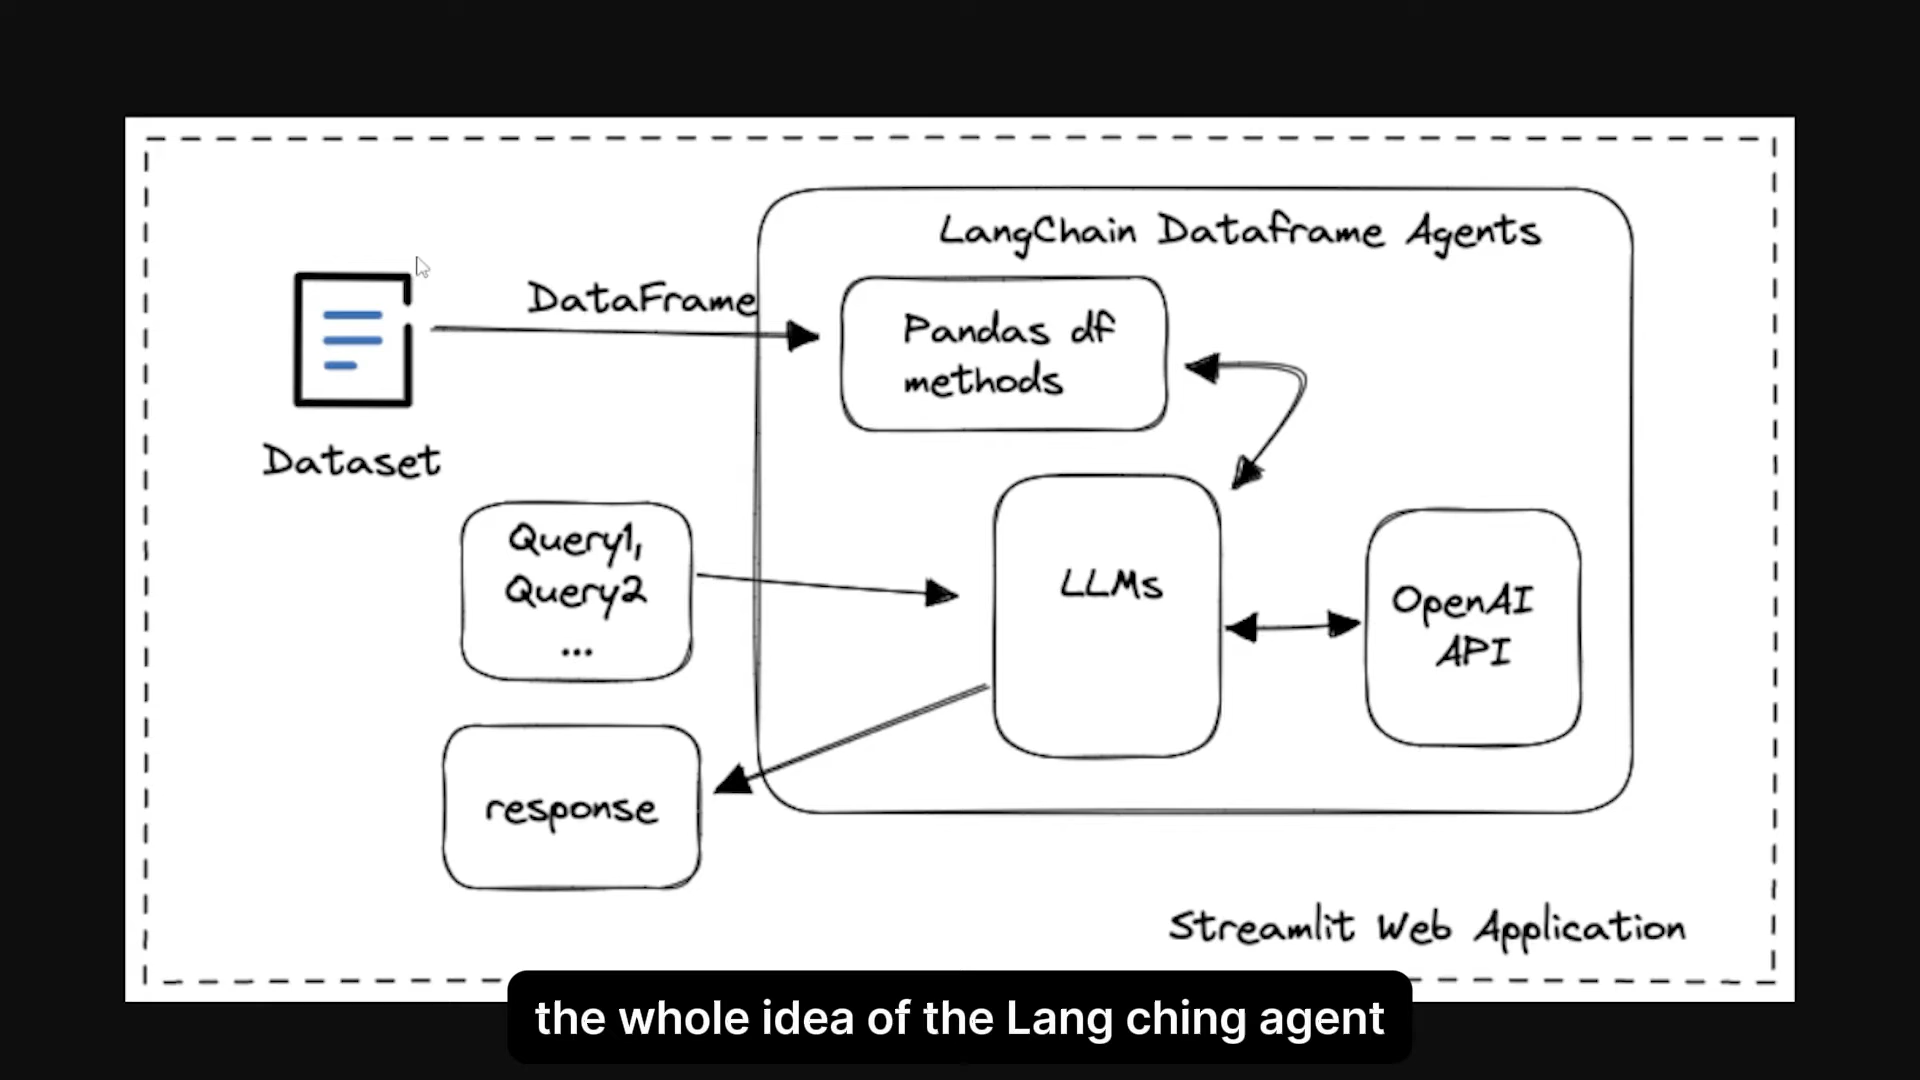 LangChain Dataframe Agents
DataFrame
Pandas df
methods
Dataset
Query1,
Query2
...
LLMs
OpenAI
API
response
Streamlit Web Application
the whole idea of the Lang ching agent